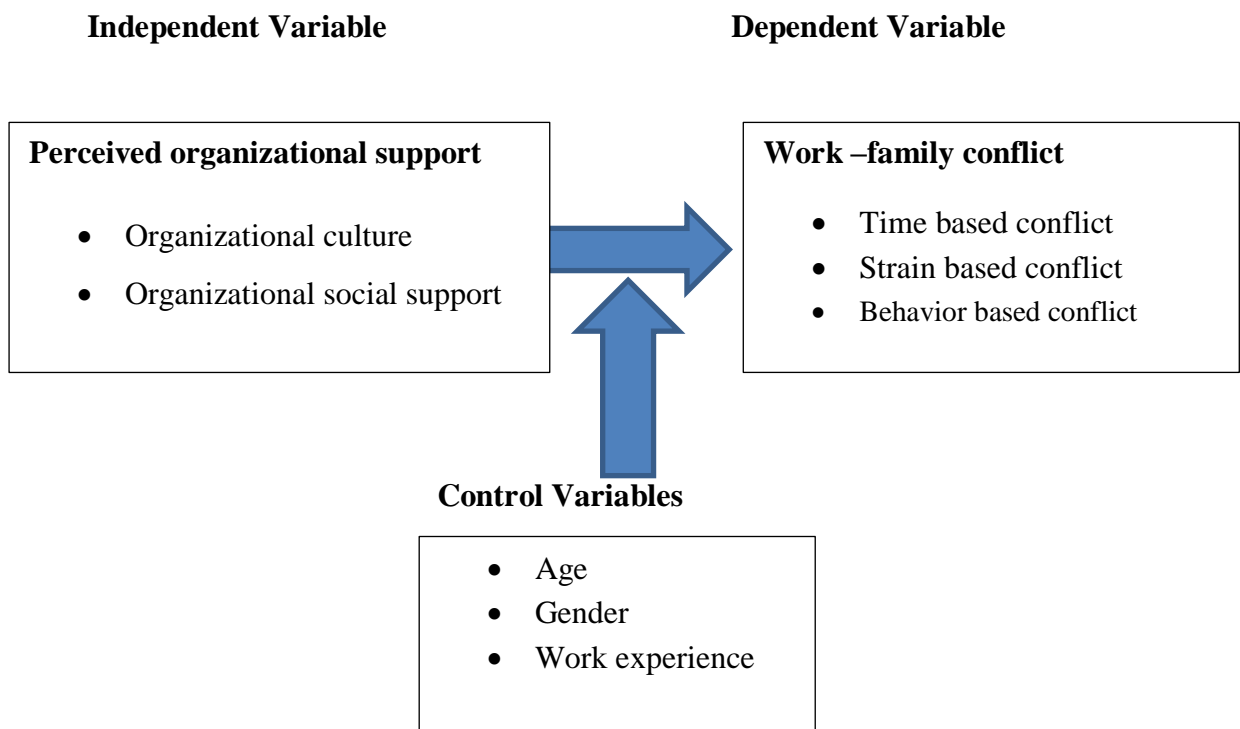 Independent Variable
Dependent Variable
Perceived organizational support
• Organizational culture
• Organizational social support
Work –family conflict
• Time based conflict
• Strain based conflict
• Behavior based conflict
Control Variables
• Age
• Gender
• Work experience